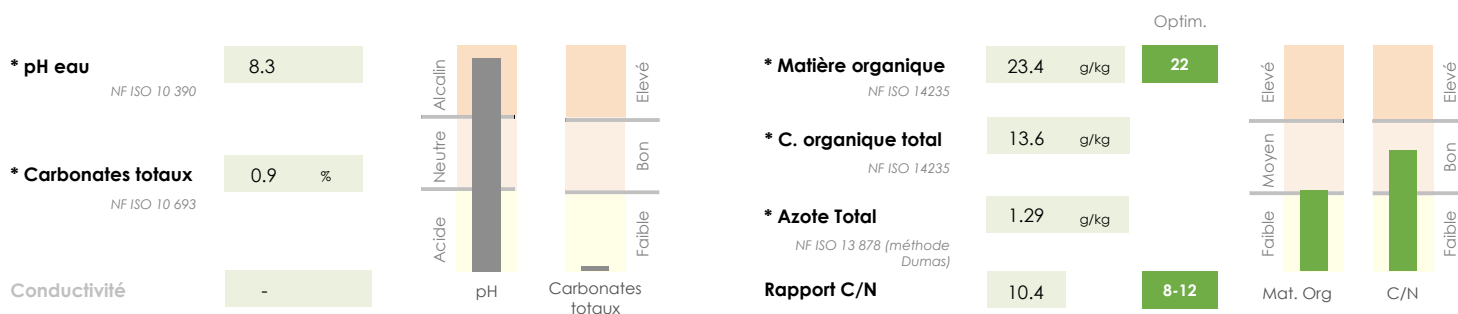 * pH eau 8.3
NF ISO 10 390
* Carbonates totaux 0.9 %
NF ISO 10 693
Conductivité -
Alcalin
Neutre
Acide
pH
Elevé
Bon
Faible
Carbonates
totaux
Optim.
* Matière organique 23.4 g/kg 22
NF ISO 14235
* C. organique total 13.6 g/kg
NF ISO 14235
* Azote Total 1.29 g/kg
NF ISO 13 878 (méthode
Dumas)
Rapport C/N 10.4 8-12
Elevé
Moyen
Faible
Mat. Org
Elevé
Bon
Faible
C/N